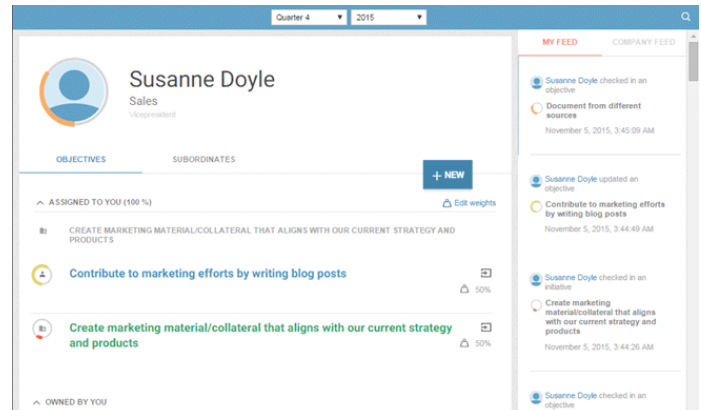 Quarter 4
2015
MY FEED
COMPANY FEED
Susanne Doyle
Sales
Vicepresident
OBJECTIVES
SUBORDINATES
+ NEW
ASSIGNED TO YOU (100 %)
Edit weights
CREATE MARKETING MATERIAL/COLLATERAL THAT ALIGNS WITH OUR CURRENT STRATEGY AND
PRODUCTS
Contribute to marketing efforts by writing blog posts
50%
Create marketing material/collateral that aligns with our current strategy
and products
50%
OWNED BY YOU
Susanne Doyle checked in an
objective
Document from different
sources
November 5, 2015, 3:45:09 AM
Susanne Doyle updated an
objective
Contribute to marketing efforts
by writing blog posts
November 5, 2015, 3:44:49 AM
Susanne Doyle checked in an
initiative
Create marketing
material/collateral that aligns
with our current strategy and
products
November 5, 2015, 3:44:26 AM
Susanne Doyle checked in an
objective